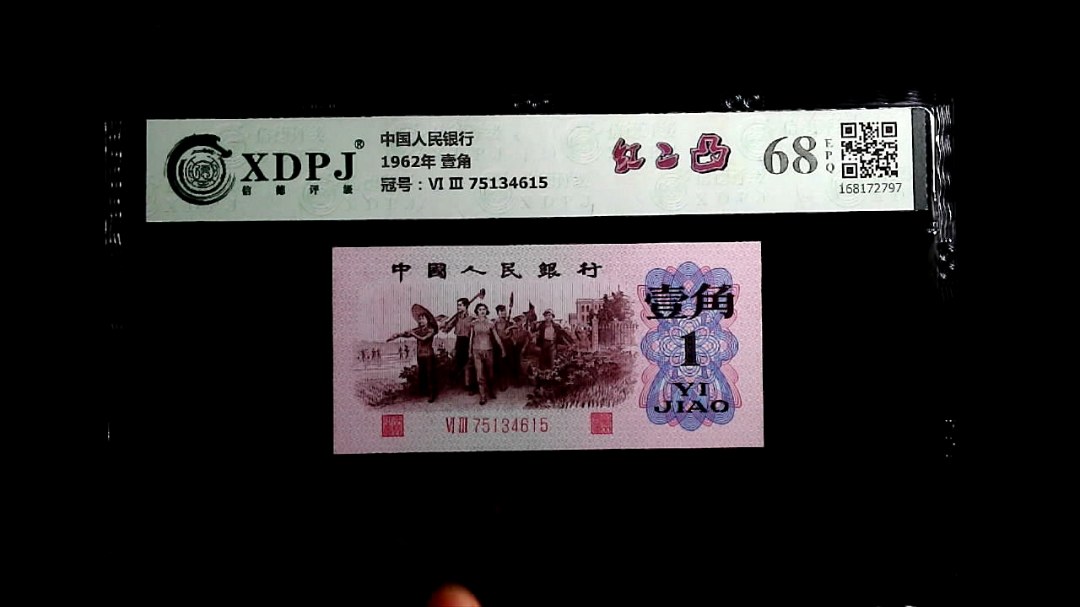 XDPJ®
信师评级
中国人民银行
1962年 壹角
冠号：Ⅵ Ⅲ 75134615
红二凸
68
EPQ
168172797
中國人民銀行
壹角
1
YI
JIAO
Ⅵ Ⅲ 75134615